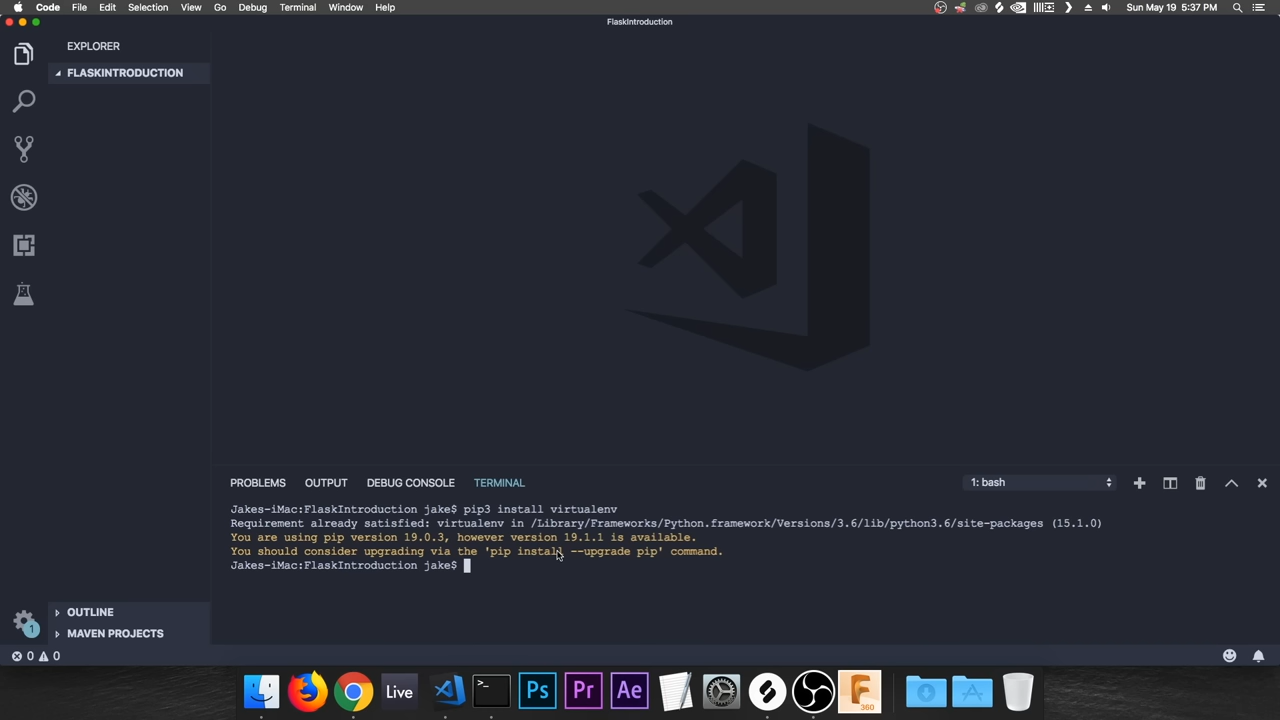 Code File Edit Selection View Go Debug Terminal Window Help Sun May 19 5:37 PM
FlaskIntroduction
EXPLORER
FLASKINTRODUCTION
OUTLINE
MAVEN PROJECTS
1
PROBLEMS OUTPUT DEBUG CONSOLE TERMINAL 1: bash
Jakes-iMac:FlaskIntroduction jake$ pip3 install virtualenv
Requirement already satisfied: virtualenv in /Library/Frameworks/Python.framework/Versions/3.6/lib/python3.6/site-packages (15.1.0)
You are using pip version 19.0.3, however version 19.1.1 is available.
You should consider upgrading via the 'pip install --upgrade pip' command.
Jakes-iMac:FlaskIntroduction jake$
0 0
>_ Live Ps Pr Ae F 360